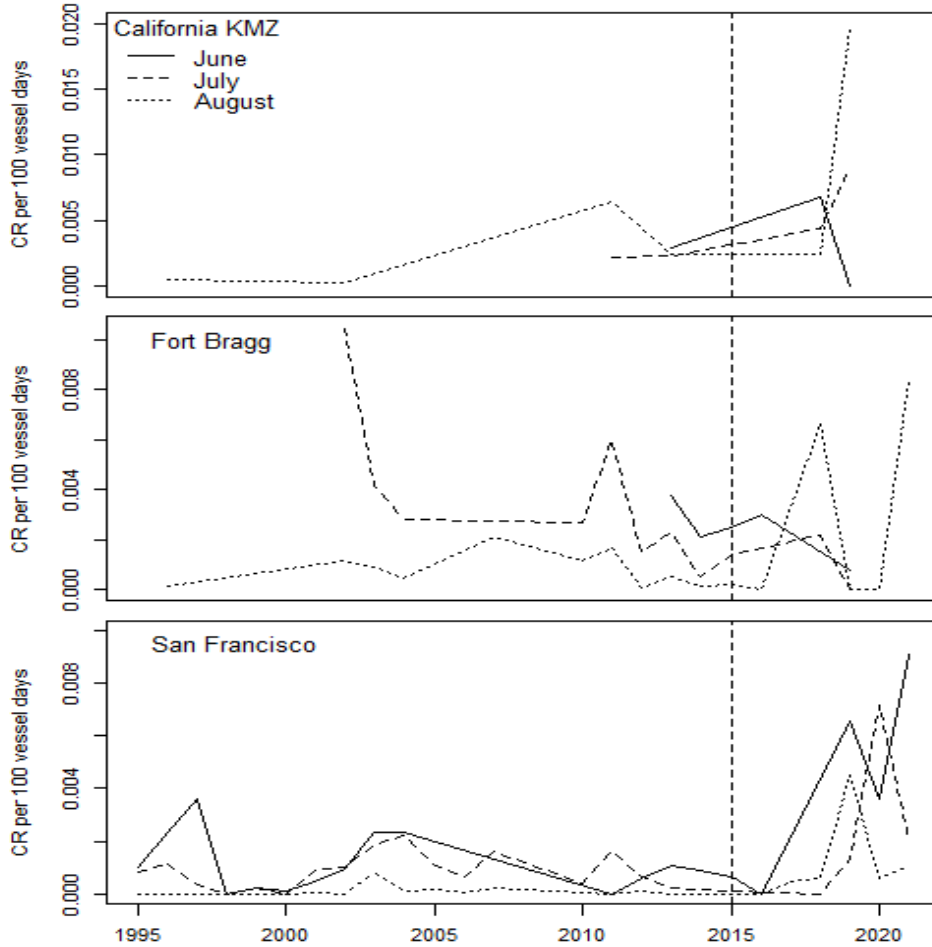 California KMZ
June
July
August
CR per 100 vessel days
0.020
0.015
0.010
0.005
0.000
Fort Bragg
CR per 100 vessel days
0.008
0.004
0.000
San Francisco
CR per 100 vessel days
0.008
0.004
0.000
1995 2000 2005 2010 2015 2020